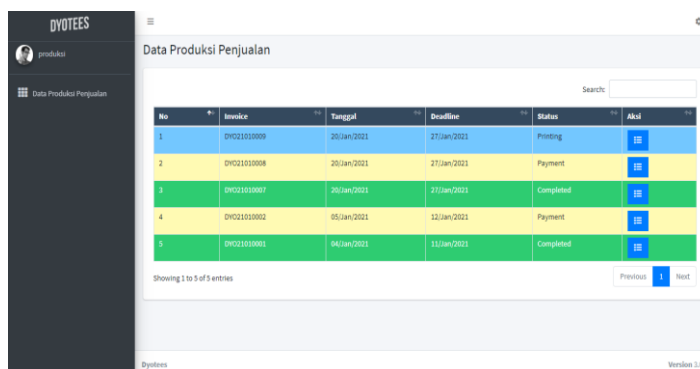 DYOTEES
produksi
Data Produksi Penjualan
Data Produksi Penjualan
Search:
No Invoice Tanggal Deadline Status Aksi
1 DYO21010009 20/Jan/2021 27/Jan/2021 Printing
2 DYO21010008 20/Jan/2021 27/Jan/2021 Payment
3 DYO21010007 20/Jan/2021 27/Jan/2021 Completed
4 DYO21010002 05/Jan/2021 12/Jan/2021 Payment
5 DYO21010001 04/Jan/2021 11/Jan/2021 Completed
Showing 1 to 5 of 5 entries
Previous 1 Next
Dyotees
Version